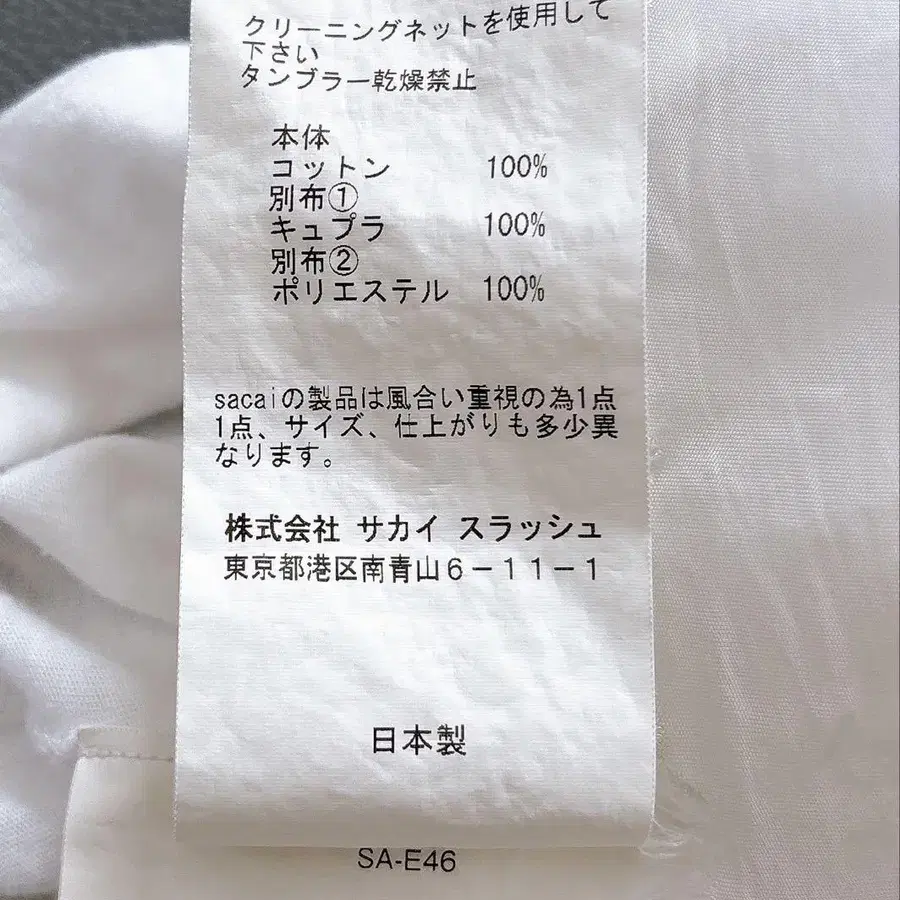 クリーニングネットを使用して
下さい
タンブラー乾燥禁止
本体
コットン 100%
別布①
キュプラ 100%
別布②
ポリエステル 100%
sacaiの製品は風合い重視の為1点
1点、サイズ、仕上がりも多少異
なります。
株式会社 サカイ スラッシュ
東京都港区南青山6-11-1
日本製
SA-E46